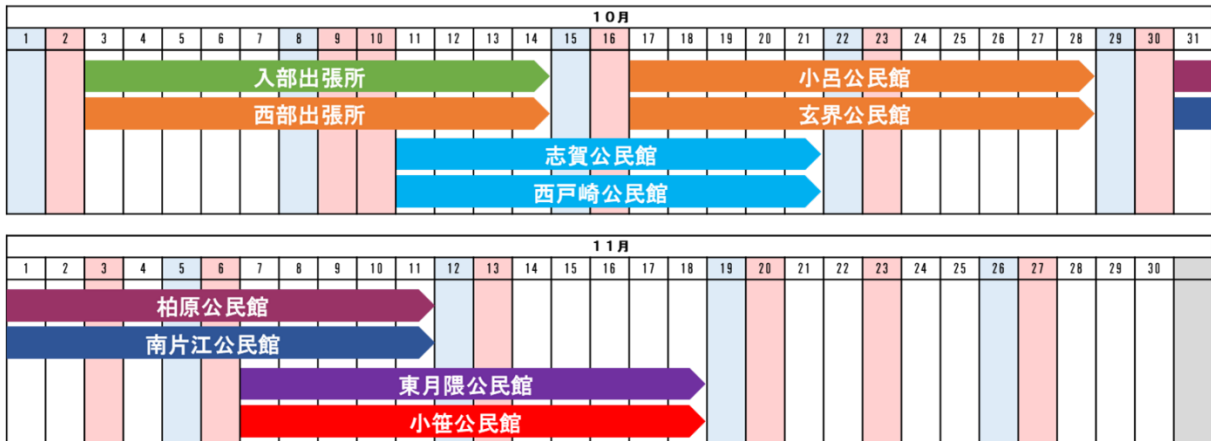 10月
1 2 3 4 5 6 7 8 9 10 11 12 13 14 15 16 17 18 19 20 21 22 23 24 25 26 27 28 29 30 31
入部出張所 小呂公民館
西部出張所 玄界公民館
志賀公民館
西戸崎公民館
11月
1 2 3 4 5 6 7 8 9 10 11 12 13 14 15 16 17 18 19 20 21 22 23 24 25 26 27 28 29 30
柏原公民館
南片江公民館
東月隈公民館
小笹公民館